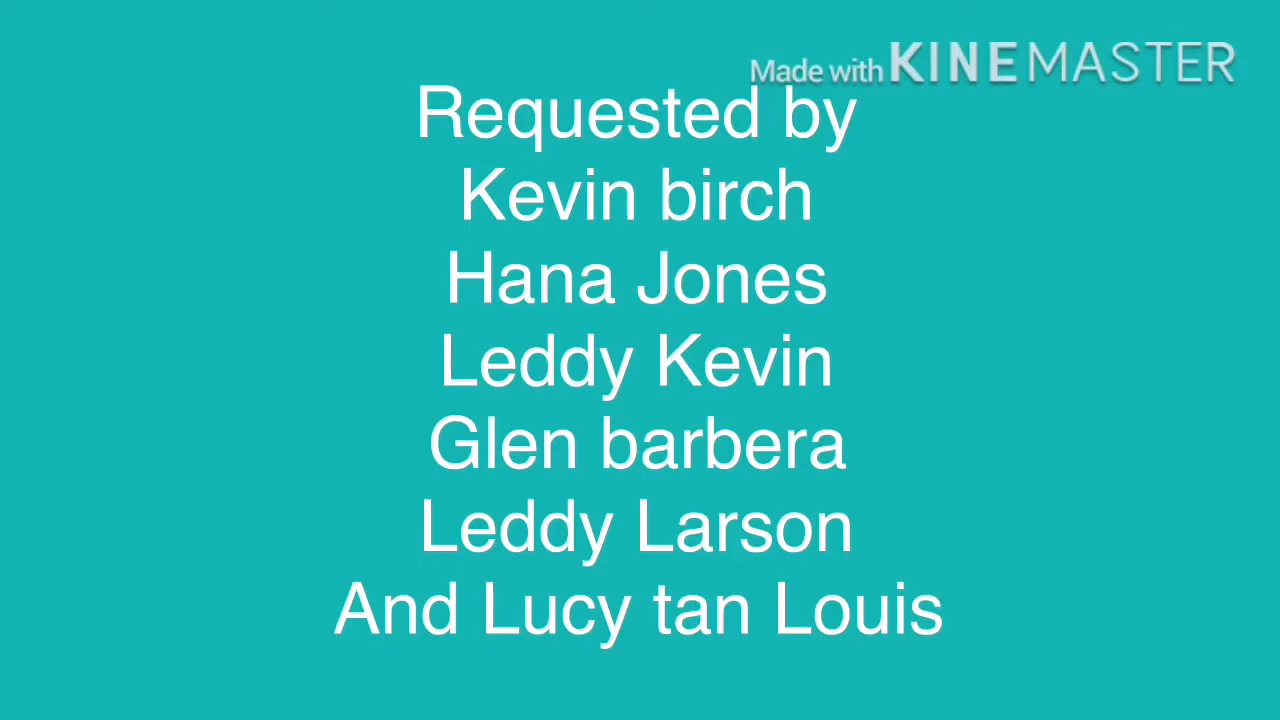 Made with KINEMASTER
Requested by
Kevin birch
Hana Jones
Leddy Kevin
Glen barbera
Leddy Larson
And Lucy tan Louis